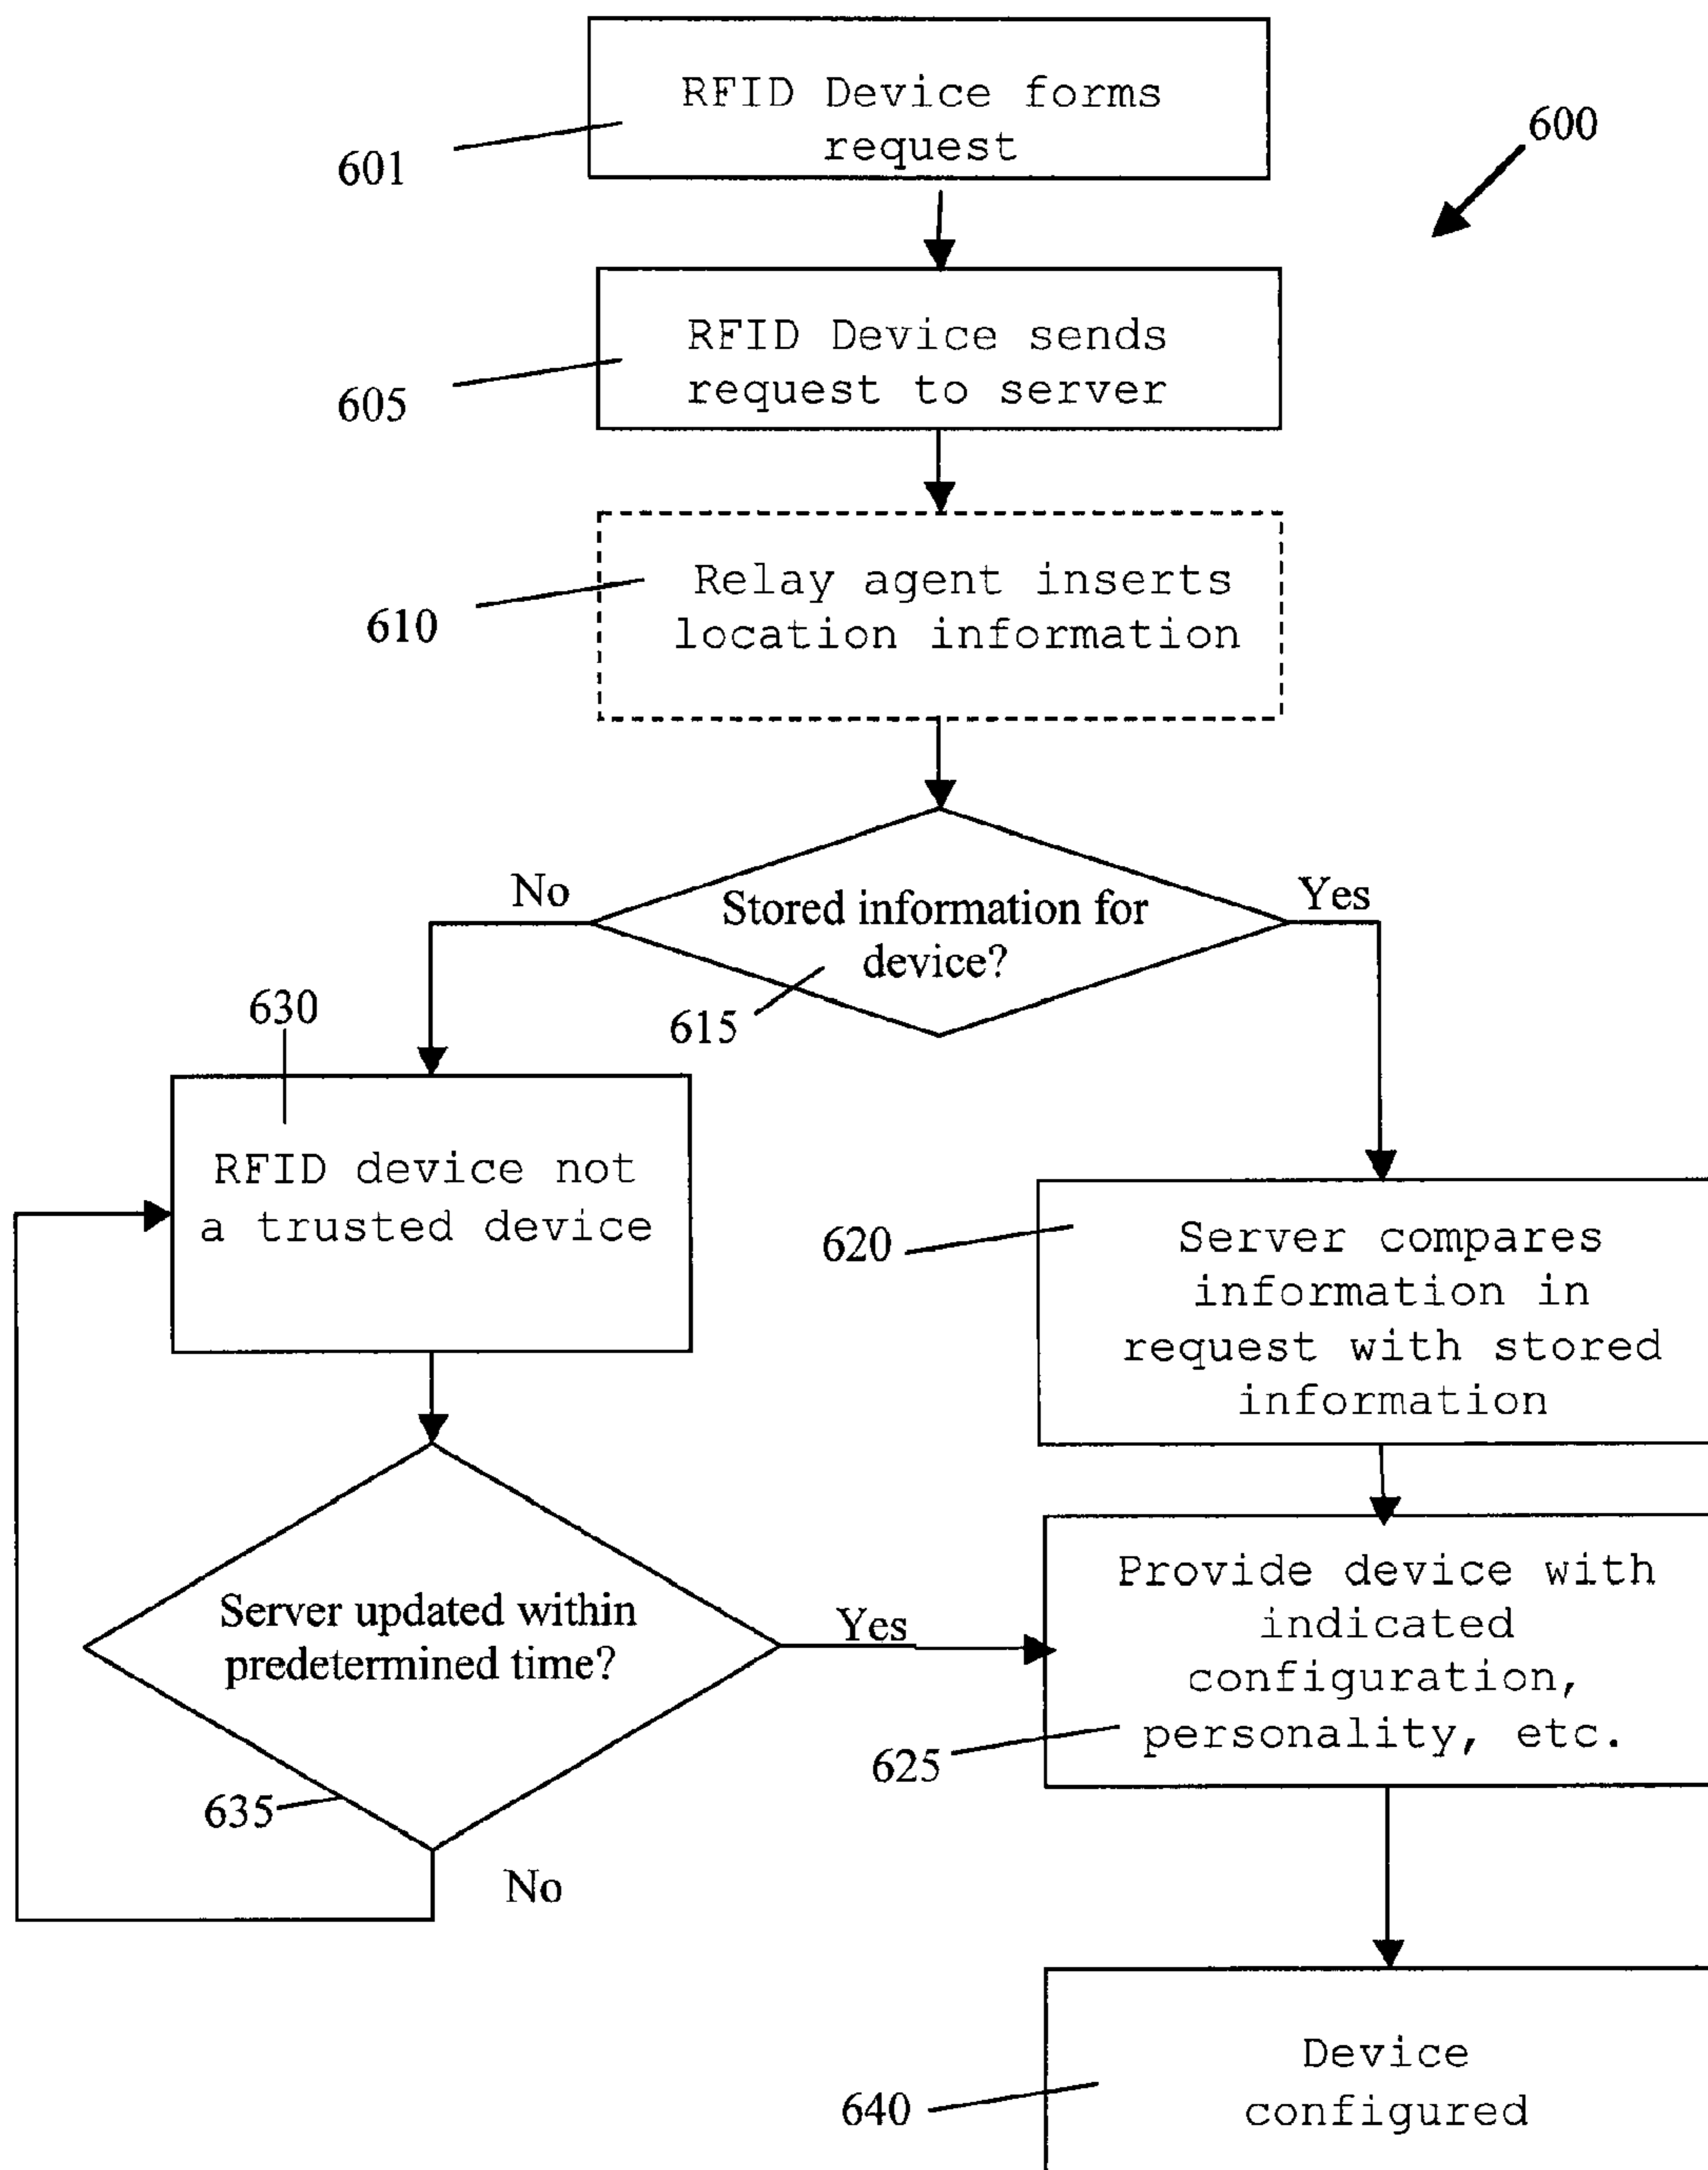 RFID Device forms
request
601
600
RFID Device sends
request to server
605
Relay agent inserts
location information
610
No
Yes
Stored information for
device?
615
630
RFID device not
a trusted device
620
Server compares
information in
request with stored
information
Server updated within
predetermined time?
635
Yes
No
Provide device with
indicated
configuration,
personality, etc.
625
Device
configured
640